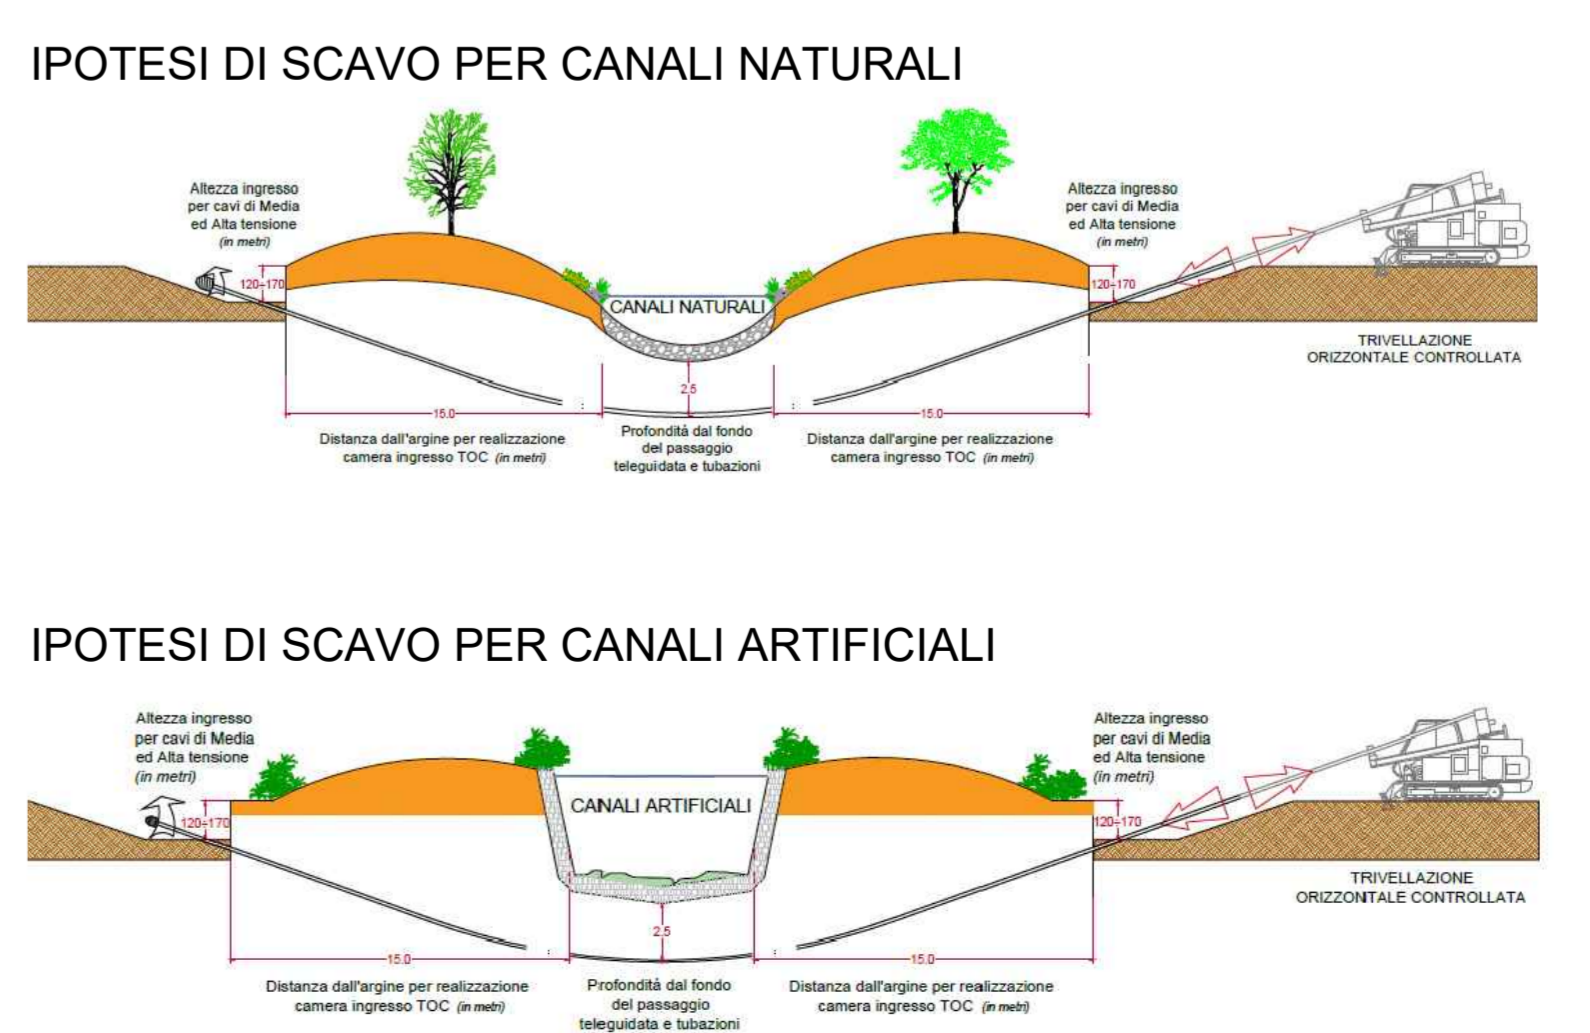 IPOTESI DI SCAVO PER CANALI NATURALI
Altezza ingresso
per cavi di Media
ed Alta tensione
(in metri)
120÷170
CANALI NATURALI
Altezza ingresso
per cavi di Media
ed Alta tensione
(in metri)
120÷170
TRIVELLAZIONE
ORIZZONTALE CONTROLLATA
2.5
15.0
15.0
Distanza dall'argine per realizzazione
camera ingresso TOC (in metri)
Profondità dal fondo
del passaggio
teleguidata e tubazioni
Distanza dall'argine per realizzazione
camera ingresso TOC (in metri)
IPOTESI DI SCAVO PER CANALI ARTIFICIALI
Altezza ingresso
per cavi di Media
ed Alta tensione
(in metri)
120÷170
CANALI ARTIFICIALI
Altezza ingresso
per cavi di Media
ed Alta tensione
(in metri)
120÷170
TRIVELLAZIONE
ORIZZONTALE CONTROLLATA
2.5
15.0
15.0
Distanza dall'argine per realizzazione
camera ingresso TOC (in metri)
Profondità dal fondo
del passaggio
teleguidata e tubazioni
Distanza dall'argine per realizzazione
camera ingresso TOC (in metri)